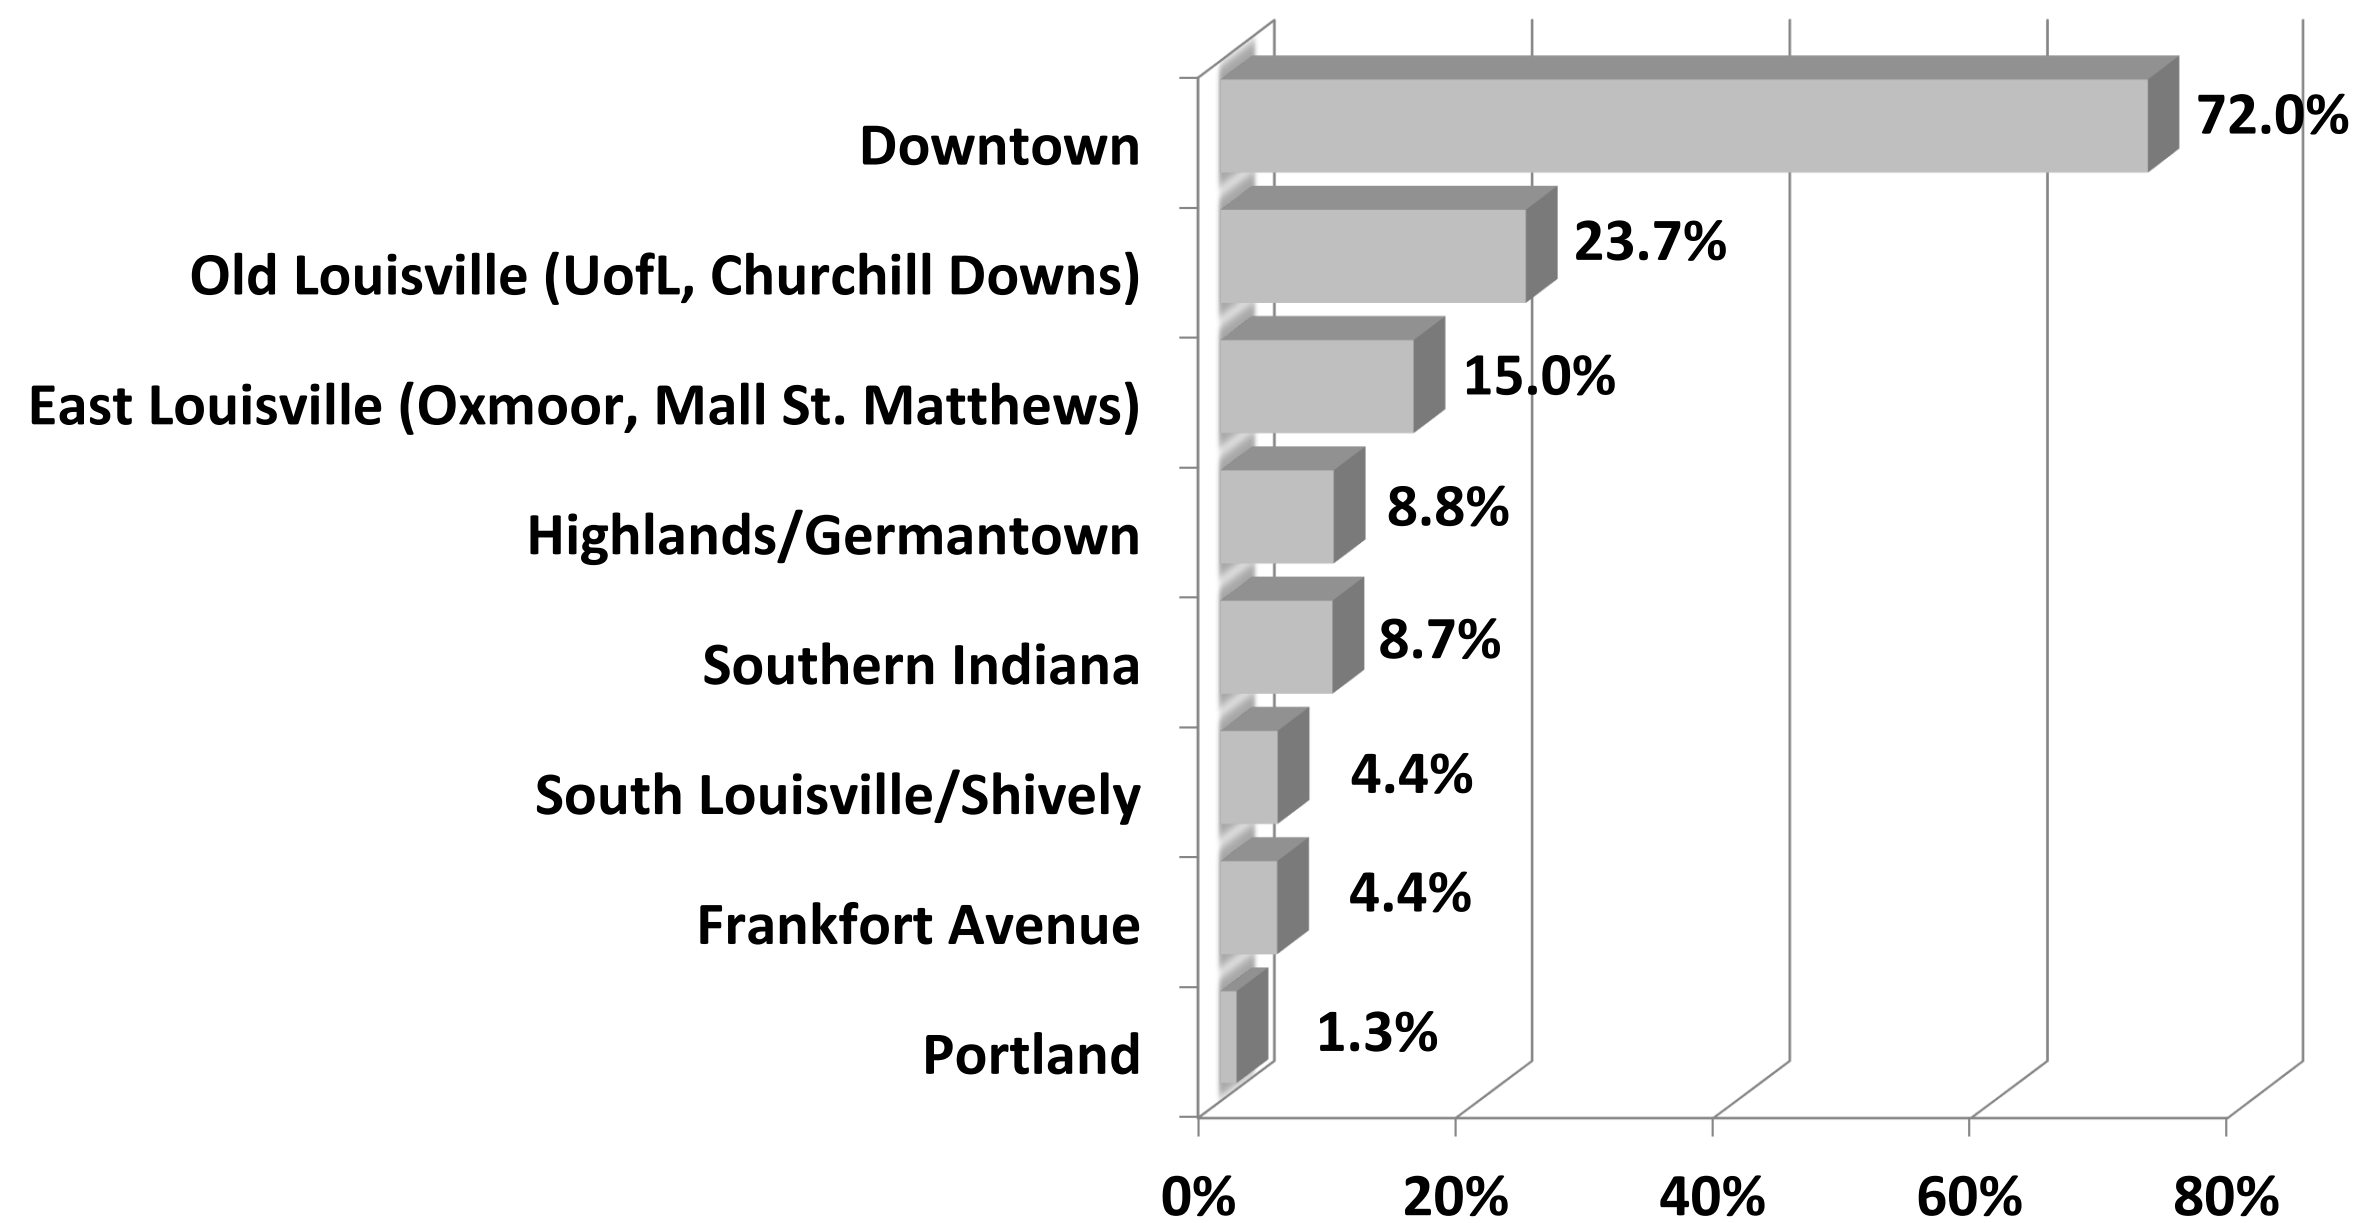 Downtown 72.0%
Old Louisville (UofL, Churchill Downs) 23.7%
East Louisville (Oxmoor, Mall St. Matthews) 15.0%
Highlands/Germantown 8.8%
Southern Indiana 8.7%
South Louisville/Shively 4.4%
Frankfort Avenue 4.4%
Portland 1.3%
0% 20% 40% 60% 80%